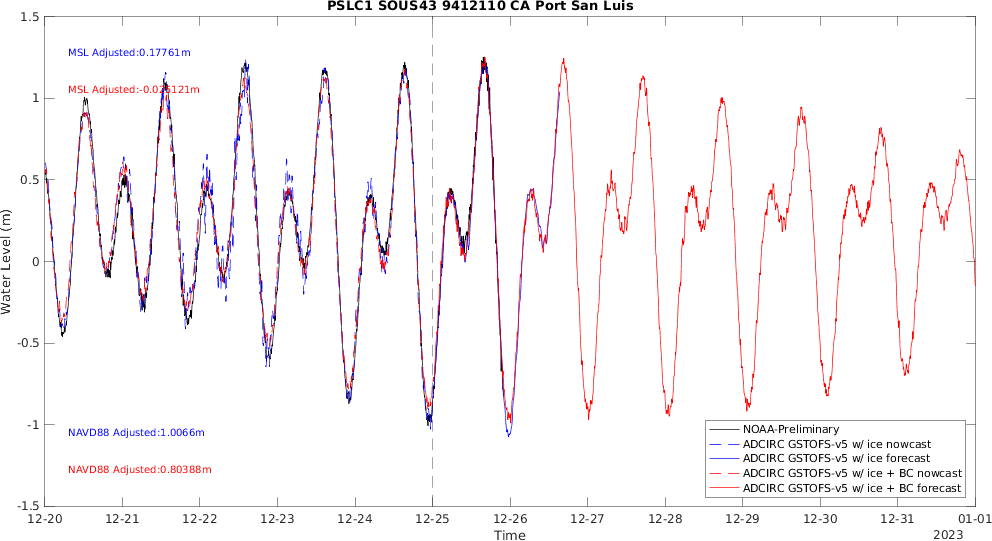 PSLC1 SOUS43 9412110 CA Port San Luis
1.5
1
0.5
0
-0.5
-1
-1.5
Water Level (m)
MSL Adjusted:0.17761m
MSL Adjusted:-0.026121m
NAVD88 Adjusted:1.0066m
NAVD88 Adjusted:0.80388m
NOAA-Preliminary
ADCIRC GSTOFS-v5 w/ ice nowcast
ADCIRC GSTOFS-v5 w/ ice forecast
ADCIRC GSTOFS-v5 w/ ice + BC nowcast
ADCIRC GSTOFS-v5 w/ ice + BC forecast
12-20 12-21 12-22 12-23 12-24 12-25 12-26 12-27 12-28 12-29 12-30 12-31 01-01
Time
2023